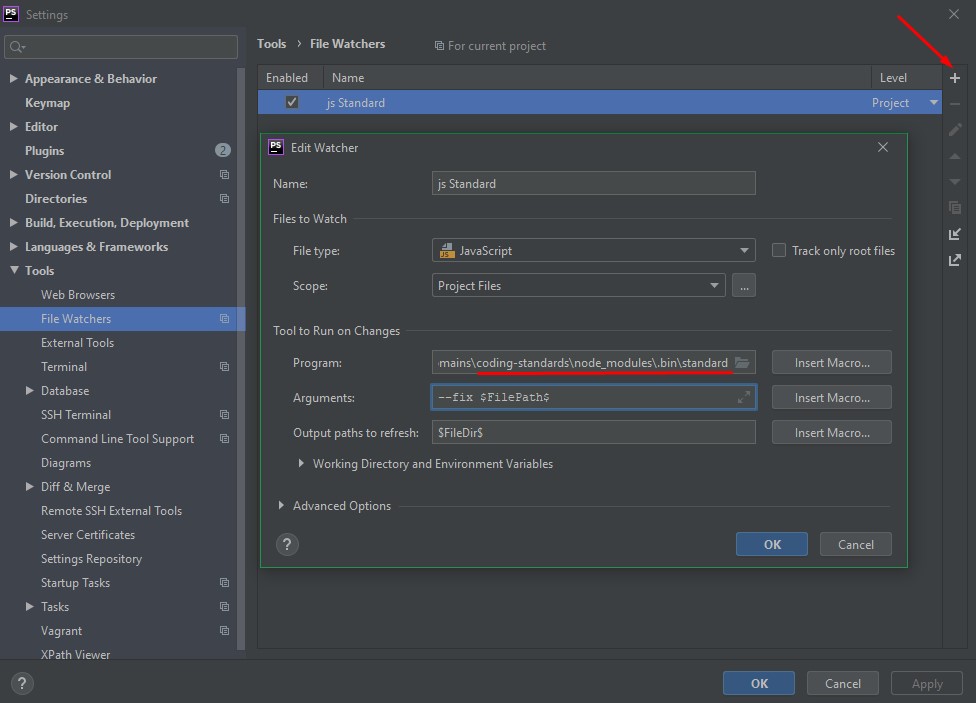 PS Settings
Tools › File Watchers For current project
Enabled Name Level
js Standard Project
Appearance & Behavior
Keymap
Editor
Plugins 2
Version Control
Directories
Build, Execution, Deployment
Languages & Frameworks
Tools
Web Browsers
File Watchers
External Tools
Terminal
Database
SSH Terminal
Command Line Tool Support
Diagrams
Diff & Merge
Remote SSH External Tools
Server Certificates
Settings Repository
Startup Tasks
Tasks
Vagrant
XPath Viewer
PS Edit Watcher
Name: js Standard
Files to Watch
File type: JS JavaScript Track only root files
Scope: Project Files ...
Tool to Run on Changes
Program: mains\coding-standards\node_modules\.bin\standard Insert Macro...
Arguments: --fix $FilePath$ Insert Macro...
Output paths to refresh: $FileDir$ Insert Macro...
Working Directory and Environment Variables
Advanced Options
? OK Cancel
? OK Cancel Apply